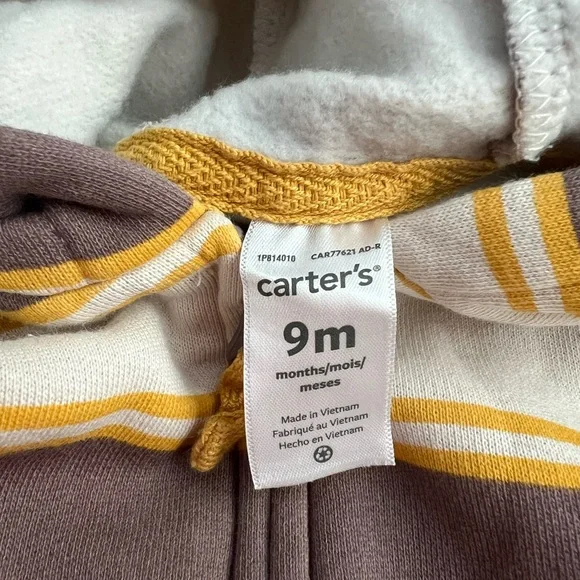 1PB14010 CAR77621 AD-R
carter's®
9m
months/mois/
meses
Made in Vietnam
Fabriqué au Vietnam
Hecho en Vietnam